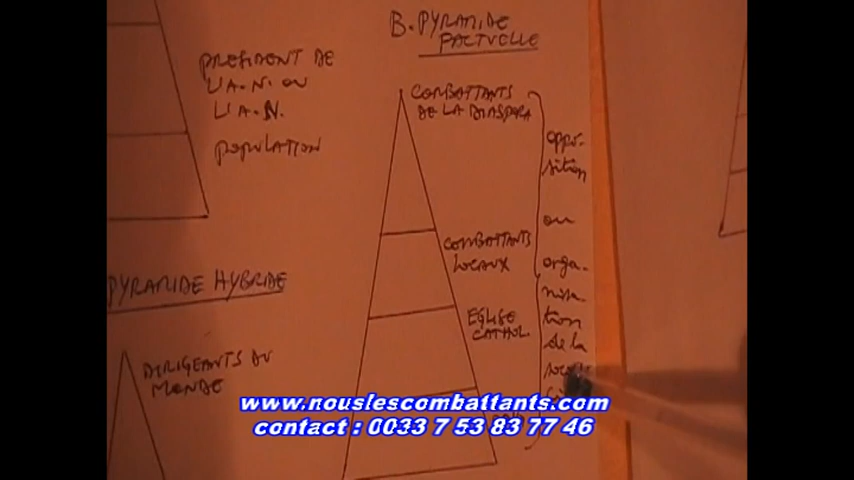 PRESIDENT DE
L'A.N. OU
L'A.N.
POPULATION
PYRAMIDE HYBRIDE
DIRIGEANTS DU
MONDE
B. PYRAMIDE
FACTUELLE
COMBATTANTS
DE LA DIASPORA
COMBATTANTS
LOCAUX
EGLISE
CATHOL.
oppo-
sition
ou
orga-
nisa-
tion
de la
www.nouslescombattants.com
contact : 0033 7 53 83 77 46